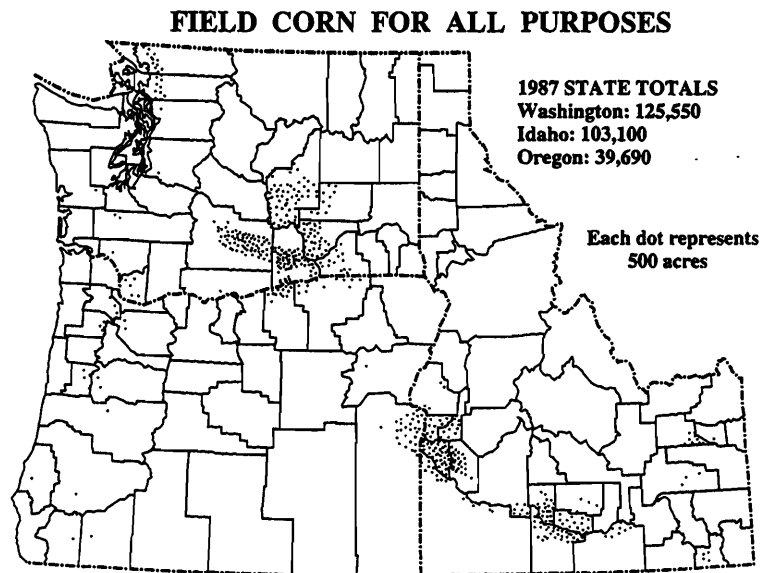 FIELD CORN FOR ALL PURPOSES
1987 STATE TOTALS
Washington: 125,550
Idaho: 103,100
Oregon: 39,690
Each dot represents
500 acres